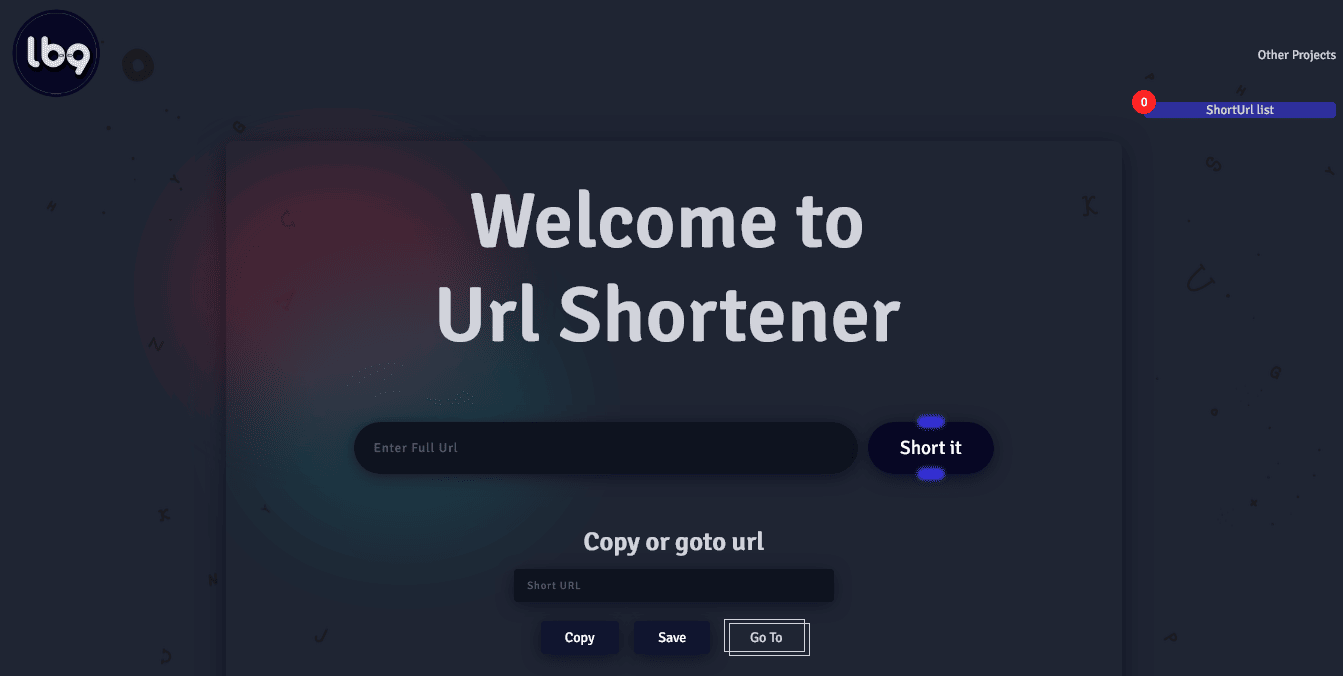 lbq
Other Projects
0
ShortUrl list
Welcome to
Url Shortener
Enter Full Url
Short it
Copy or goto url
Short URL
Copy
Save
Go To